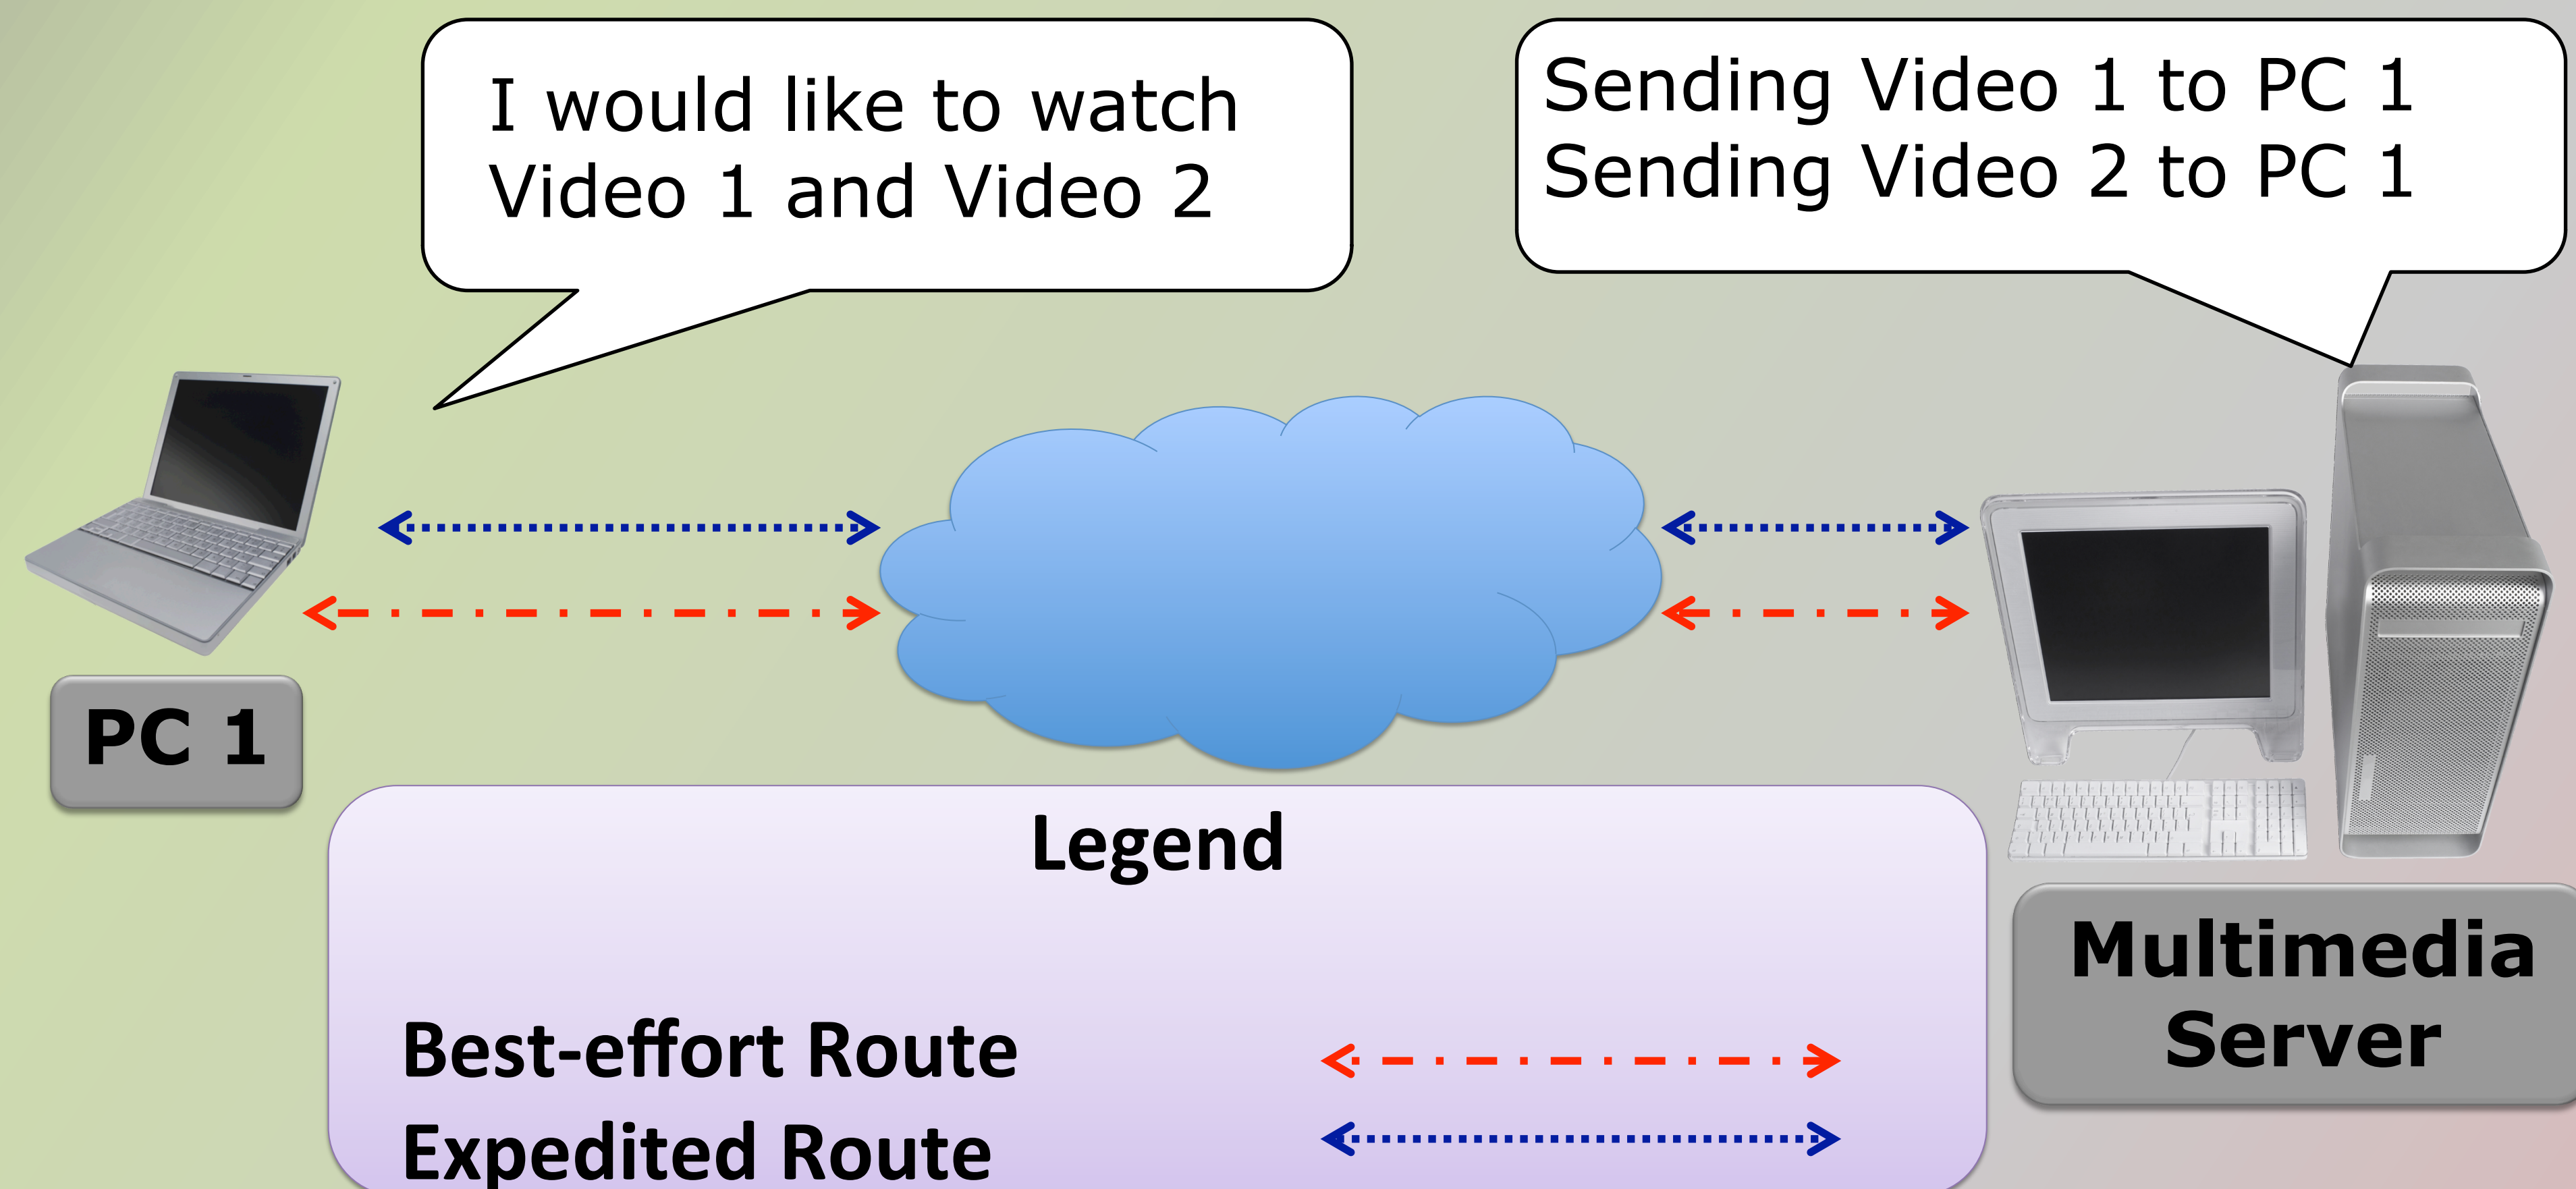 I would like to watch
Video 1 and Video 2
Sending Video 1 to PC 1
Sending Video 2 to PC 1
PC 1
Legend
Best-effort Route
Expedited Route
Multimedia
Server